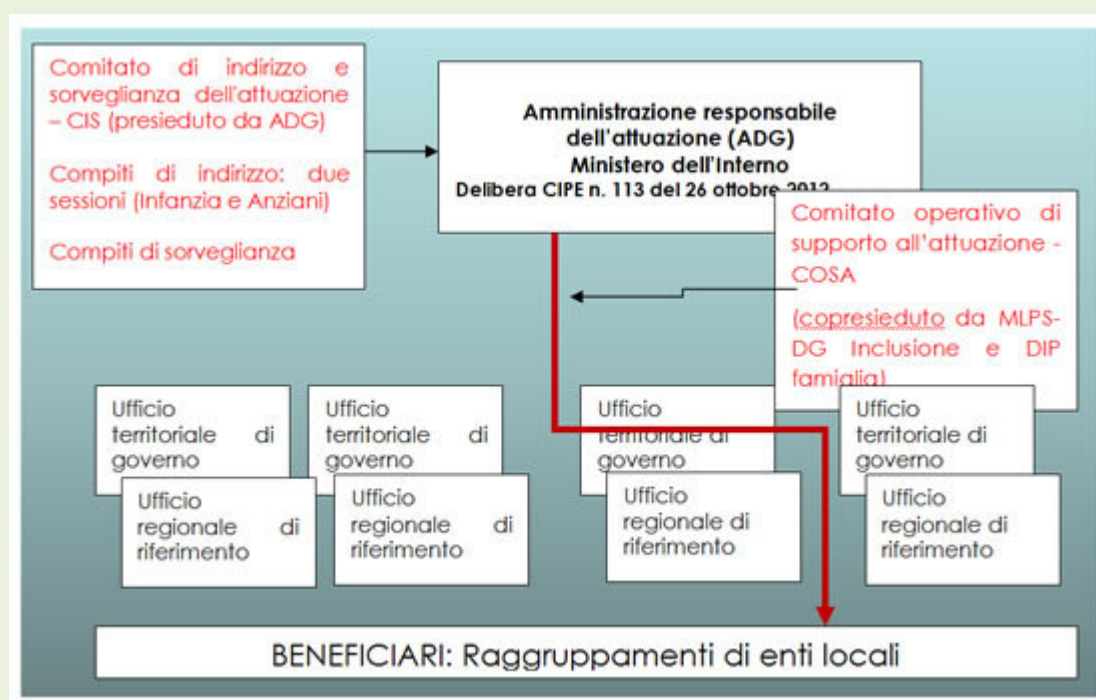 Comitato di indirizzo e
sorveglianza dell'attuazione
– CIS (presieduto da ADG)
Compiti di indirizzo: due
sessioni (Infanzia e Anziani)
Compiti di sorveglianza
Amministrazione responsabile
dell'attuazione (ADG)
Ministero dell'Interno
Delibera CIPE n. 113 del 26 ottobre 2012
Comitato operativo di
supporto all'attuazione -
COSA
(copresieduto da MLPS-
DG Inclusione e DIP
famiglia)
Ufficio
territoriale di
governo
Ufficio
regionale di
riferimento
Ufficio
territoriale di
governo
Ufficio
regionale di
riferimento
Ufficio
territoriale di
governo
Ufficio
regionale di
riferimento
Ufficio
territoriale di
governo
Ufficio
regionale di
riferimento
BENEFICIARI: Raggruppamenti di enti locali